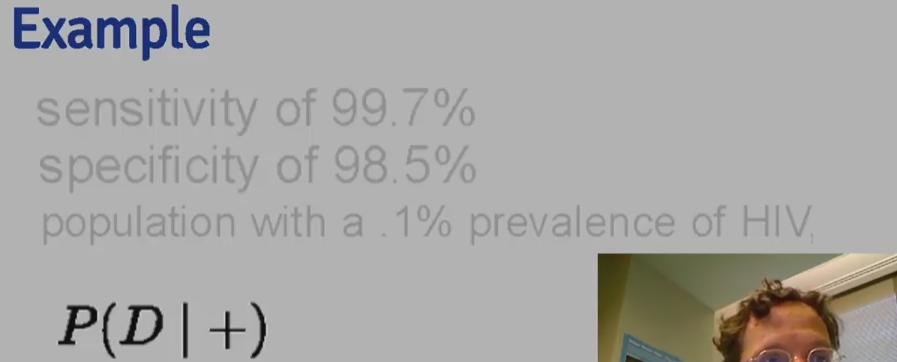 Example
sensitivity of 99.7%
specificity of 98.5%
population with a .1% prevalence of HIV,
P(D | +)